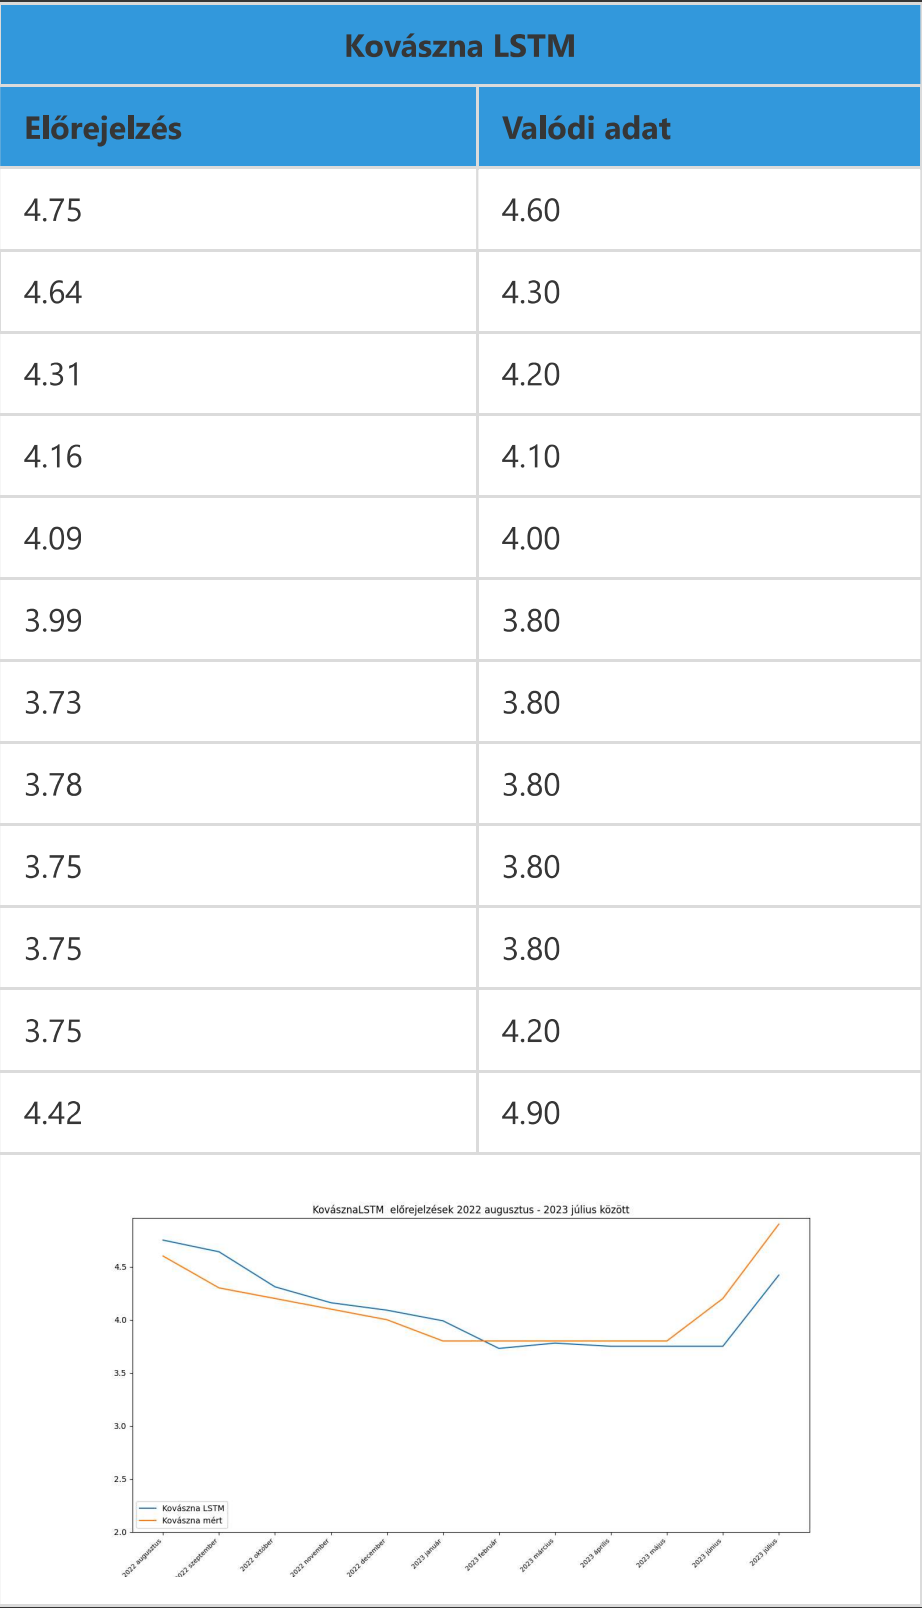 Kovászna LSTM
Előrejelzés Valódi adat
4.75 4.60
4.64 4.30
4.31 4.20
4.16 4.10
4.09 4.00
3.99 3.80
3.73 3.80
3.78 3.80
3.75 3.80
3.75 3.80
3.75 4.20
4.42 4.90
KovásznaLSTM előrejelzések 2022 augusztus - 2023 július között
4.5
4.0
3.5
3.0
2.5
2.0
Kovászna LSTM
Kovászna mért
2022 augusztus
2022 szeptember
2022 október
2022 november
2022 december
2023 január
2023 február
2023 március
2023 április
2023 május
2023 június
2023 július